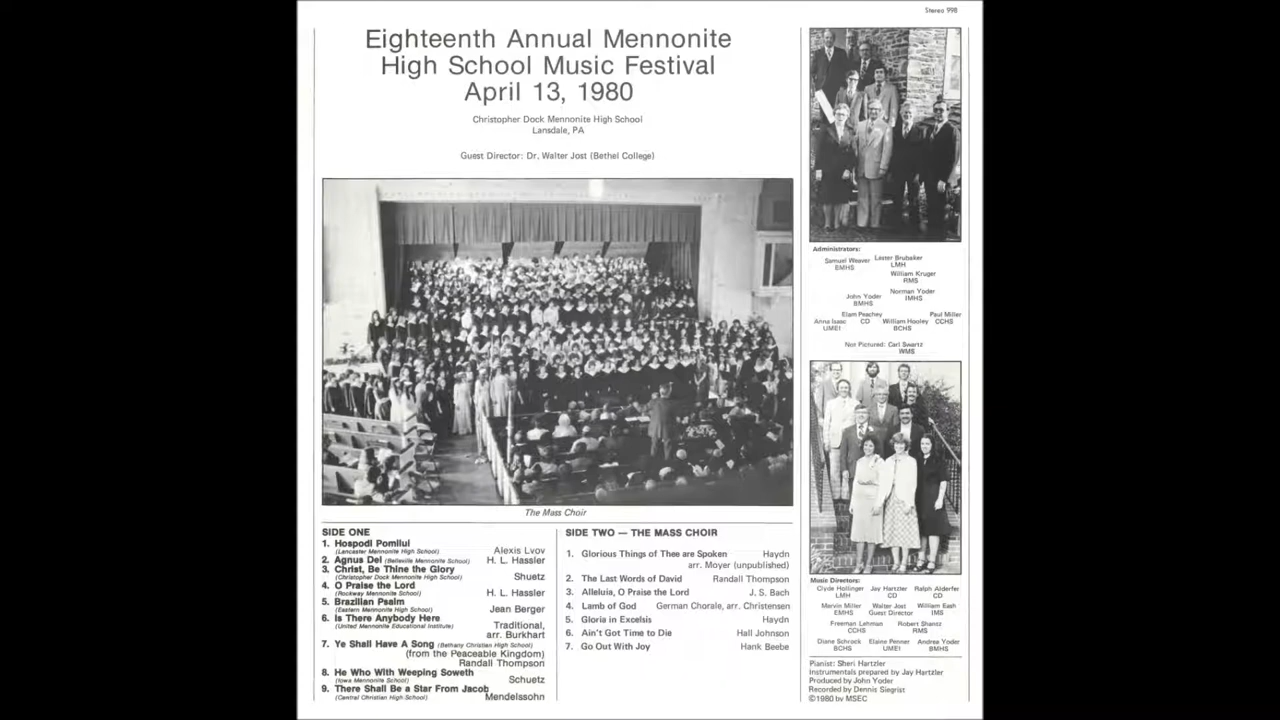 Stereo 998
Eighteenth Annual Mennonite
High School Music Festival
April 13, 1980
Christopher Dock Mennonite High School
Lansdale, PA
Guest Director: Dr. Walter Jost (Bethel College)
The Mass Choir
SIDE ONE
1. Hospodi Pomilui
(Lancaster Mennonite High School) Alexis Lvov
2. Agnus Dei (Belleville Mennonite School) H. L. Hassler
3. Christ, Be Thine the Glory
(Christopher Dock Mennonite High School) Shuetz
4. O Praise the Lord
(Rockway Mennonite School) H. L. Hassler
5. Brazilian Psalm
(Eastern Mennonite High School) Jean Berger
6. Is There Anybody Here
(United Mennonite Educational Institute) Traditional,
arr. Burkhart
7. Ye Shall Have A Song (Bethany Christian High School)
(from the Peaceable Kingdom)
Randall Thompson
8. He Who With Weeping Soweth
(Iowa Mennonite School) Schuetz
9. There Shall Be a Star From Jacob
(Central Christian High School) Mendelssohn
SIDE TWO — THE MASS CHOIR
1. Glorious Things of Thee are Spoken Haydn
arr. Moyer (unpublished)
2. The Last Words of David Randall Thompson
3. Alleluia, O Praise the Lord J. S. Bach
4. Lamb of God German Chorale, arr. Christensen
5. Gloria in Excelsis Haydn
6. Ain't Got Time to Die Hall Johnson
7. Go Out With Joy Hank Beebe
Administrators:
Samuel Weaver Lester Brubaker
EMHS LMH
William Kruger
RMS
John Yoder Norman Yoder
BMHS IMHS
Elam Peachey Paul Miller
Anna Isaac CD William Hooley CCHS
UMEI BCHS
Not Pictured: Carl Swartz
WMS
Music Directors:
Clyde Hollinger Jay Hartzler Ralph Alderfer
LMH CD CD
Marvin Miller Walter Jost William Eash
EMHS Guest Director IMS
Freeman Lehman Robert Shantz
CCHS RMS
Diane Schrock Elaine Penner Andrea Yoder
BCHS UMEI BMHS
Pianist: Sheri Hartzler
Instrumentals prepared by Jay Hartzler
Produced by John Yoder
Recorded by Dennis Siegrist
©1980 by MSEC